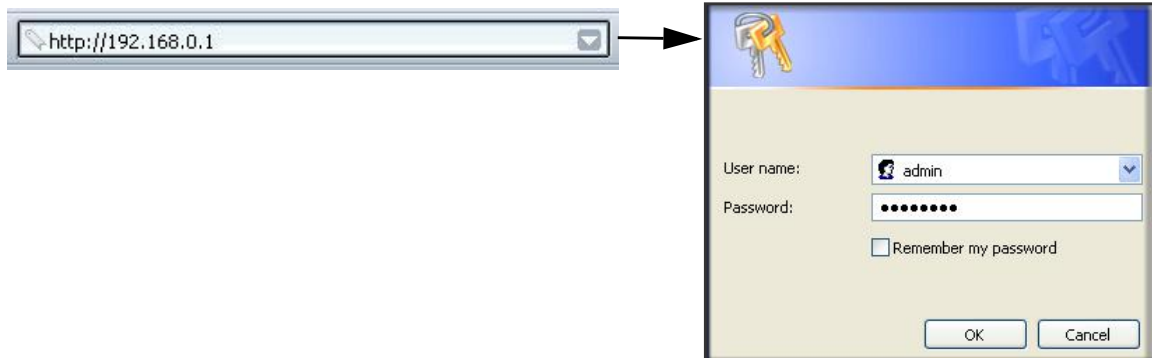 http://192.168.0.1
User name:
admin
Password:
••••••••
Remember my password
OK
Cancel